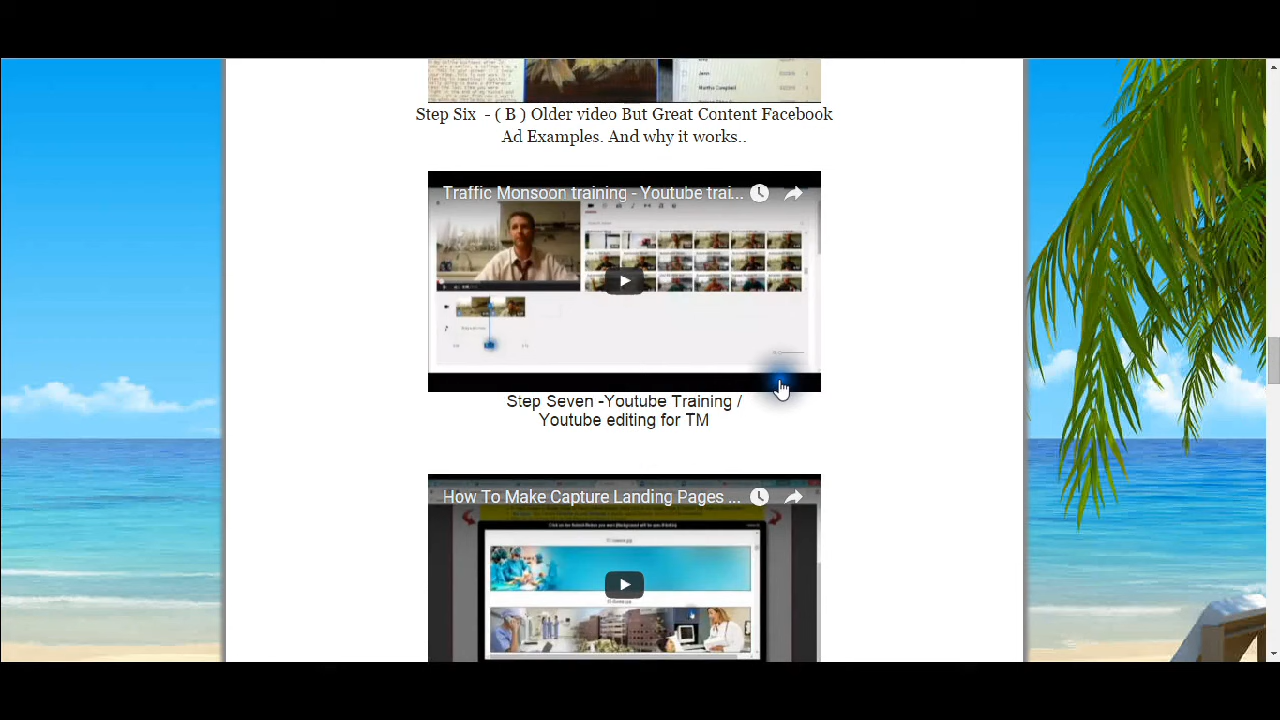 Step Six - ( B ) Older video But Great Content Facebook
Ad Examples. And why it works..
Traffic Monsoon training - Youtube trai...
Step Seven -Youtube Training /
Youtube editing for TM
How To Make Capture Landing Pages ...